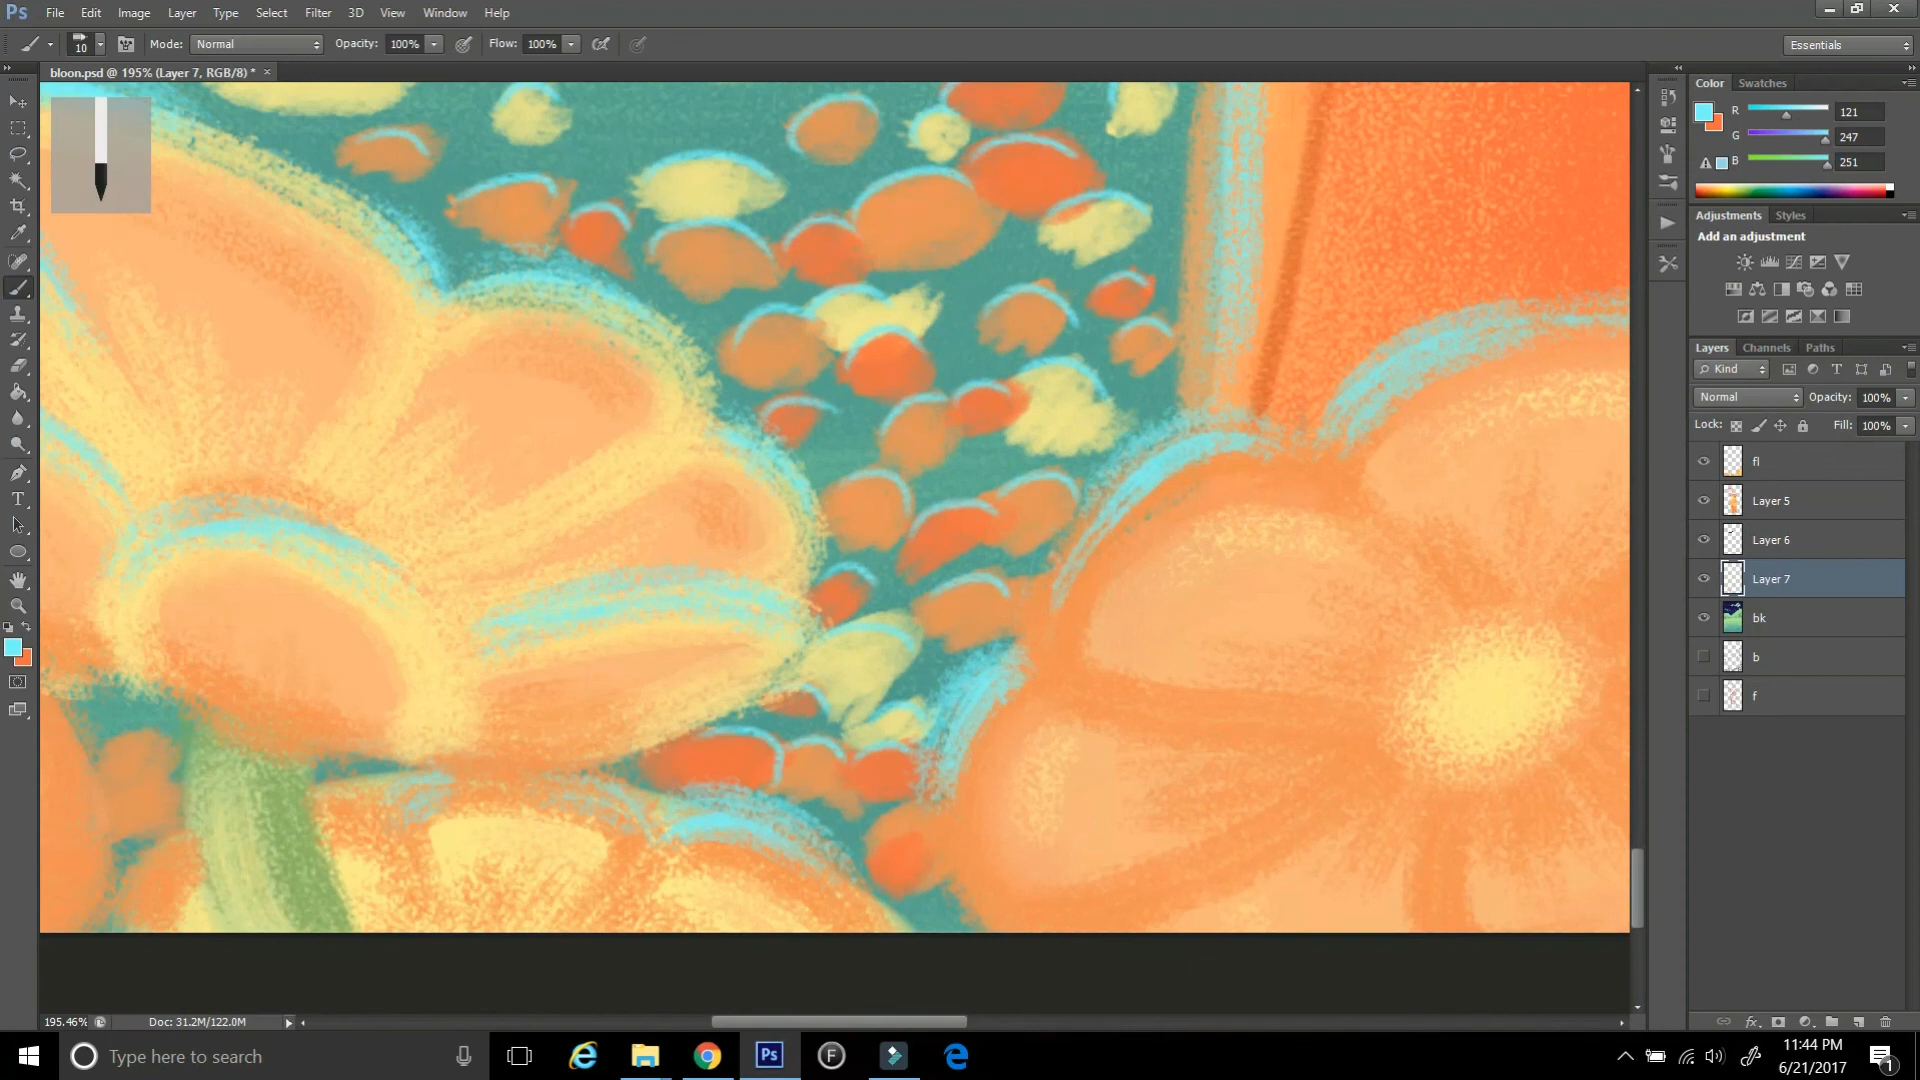 Ps File Edit Image Layer Type Select Filter 3D View Window Help
10 Mode: Normal Opacity: 100% Flow: 100% Essentials
bloon.psd @ 195% (Layer 7, RGB/8) * ×
Color Swatches
R 121
G 247
B 251
Adjustments Styles
Add an adjustment
Layers Channels Paths
Kind
Normal Opacity: 100%
Lock: Fill: 100%
fl
Layer 5
Layer 6
Layer 7
bk
b
f
195.46% Doc: 31.2M/122.0M
Type here to search
Ps
F
11:44 PM
6/21/2017
1